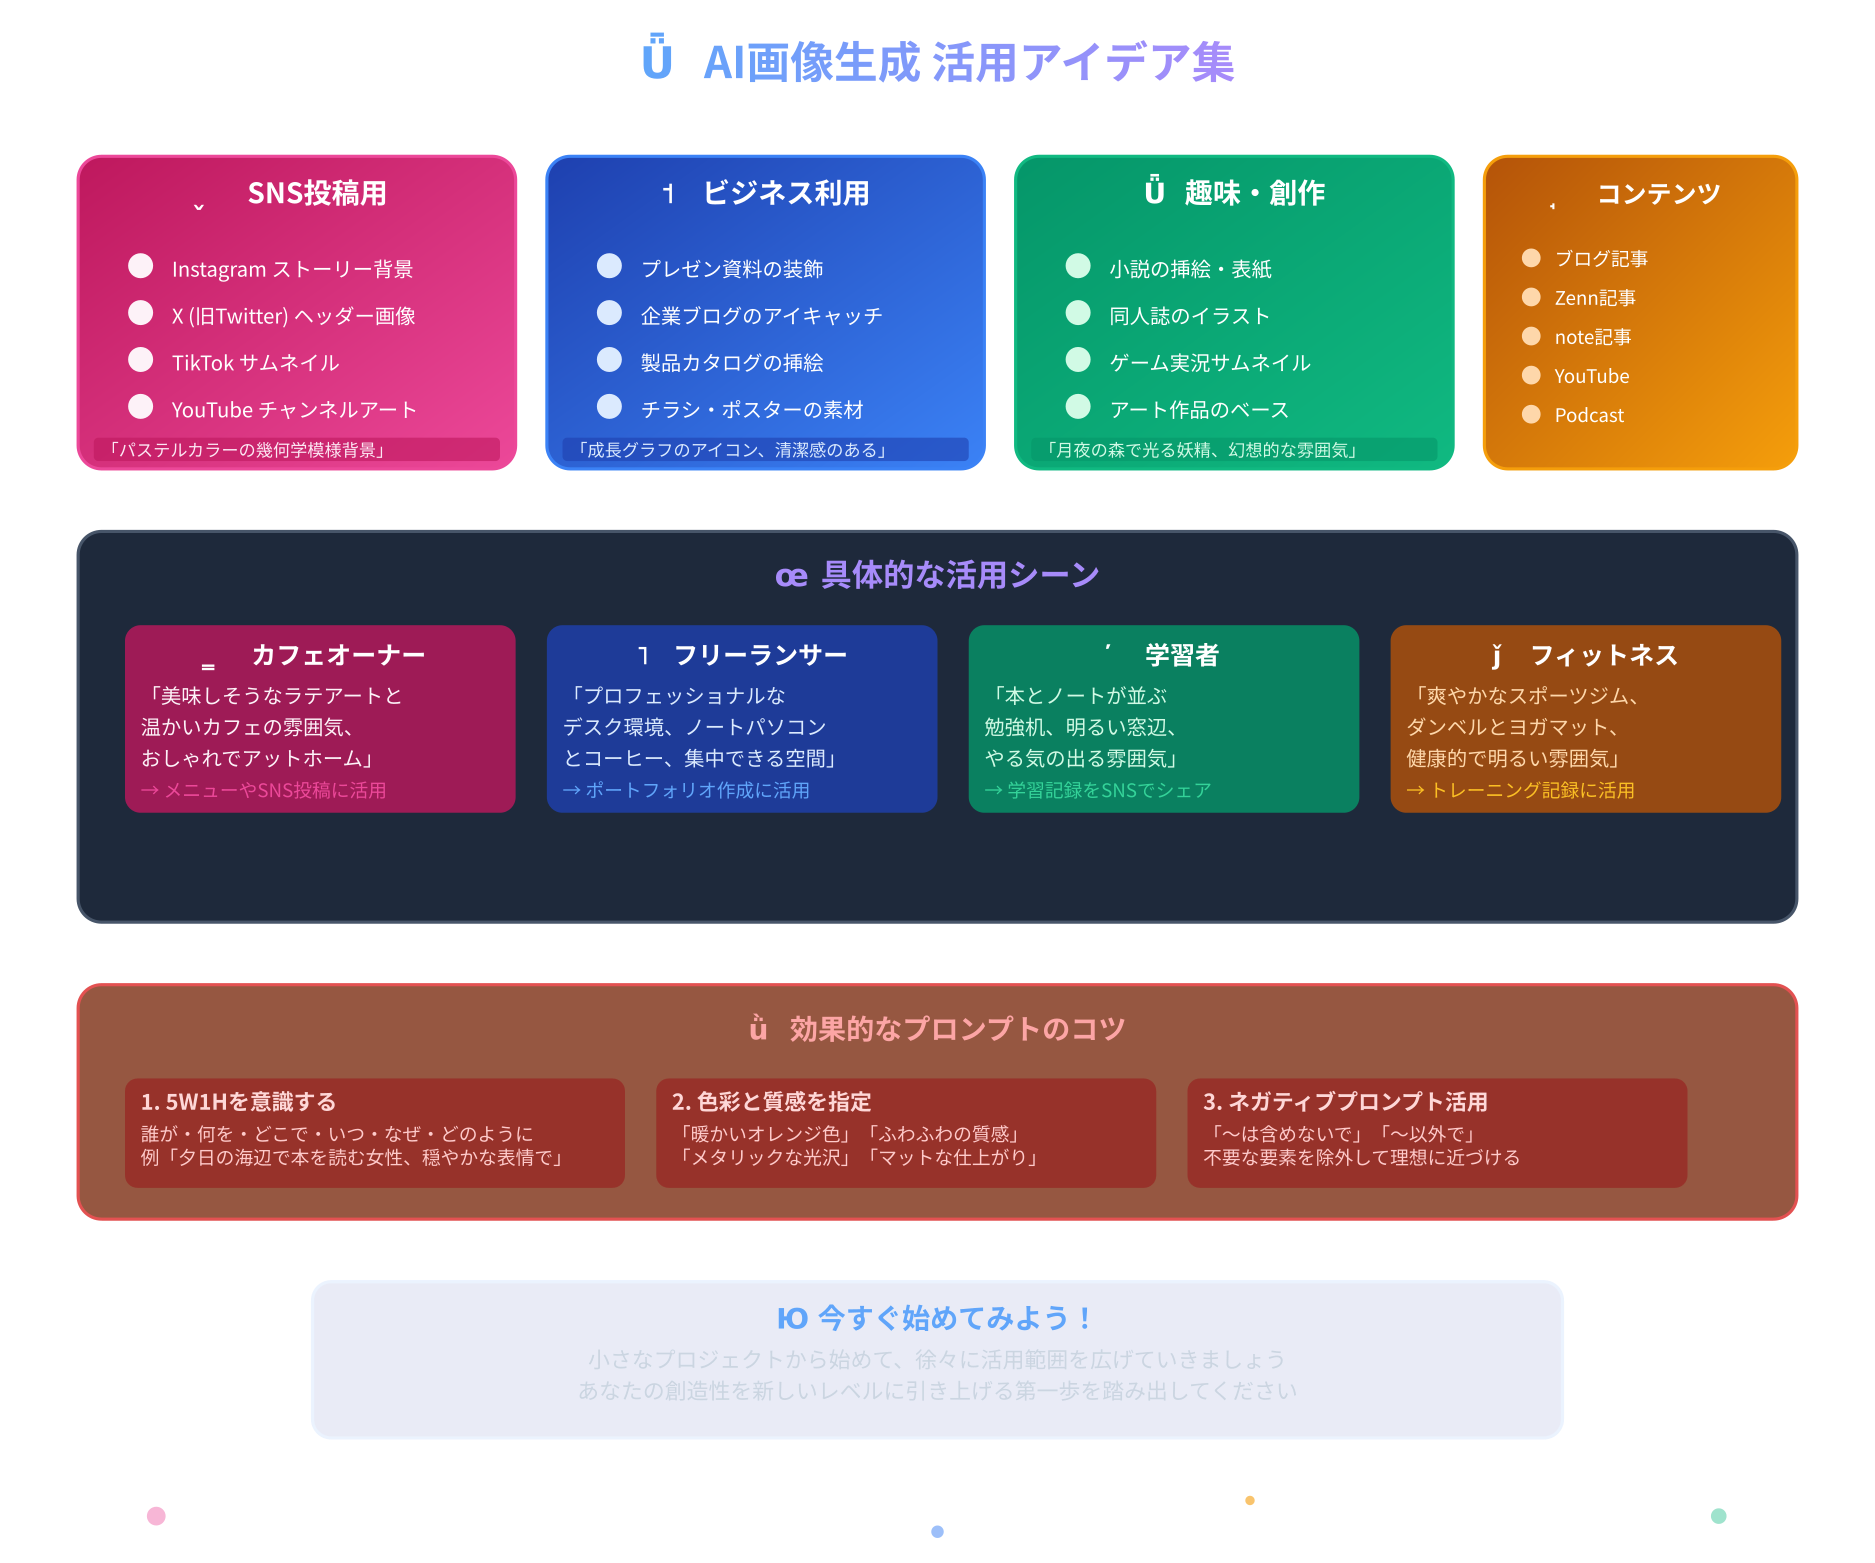 Ǖ AI画像生成 活用アイデア集
SNS投稿用
Instagram ストーリー背景
X (旧Twitter) ヘッダー画像
TikTok サムネイル
YouTube チャンネルアート
「パステルカラーの幾何学模様背景」
ビジネス利用
プレゼン資料の装飾
企業ブログのアイキャッチ
製品カタログの挿絵
チラシ・ポスターの素材
「成長グラフのアイコン、清潔感のある」
Ǖ 趣味・創作
小説の挿絵・表紙
同人誌のイラスト
ゲーム実況サムネイル
アート作品のベース
「月夜の森で光る妖精、幻想的な雰囲気」
コンテンツ
ブログ記事
Zenn記事
note記事
YouTube
Podcast
œ 具体的な活用シーン
カフェオーナー
「美味しそうなラテアートと
温かいカフェの雰囲気、
おしゃれでアットホーム」
→ メニューやSNS投稿に活用
フリーランサー
「プロフェッショナルな
デスク環境、ノートパソコン
とコーヒー、集中できる空間」
→ ポートフォリオ作成に活用
学習者
「本とノートが並ぶ
勉強机、明るい窓辺、
やる気の出る雰囲気」
→ 学習記録をSNSでシェア
ǰ フィットネス
「爽やかなスポーツジム、
ダンベルとヨガマット、
健康的で明るい雰囲気」
→ トレーニング記録に活用
ǜ 効果的なプロンプトのコツ
1. 5W1Hを意識する
誰が・何を・どこで・いつ・なぜ・どのように
例「夕日の海辺で本を読む女性、穏やかな表情で」
2. 色彩と質感を指定
「暖かいオレンジ色」「ふわふわの質感」
「メタリックな光沢」「マットな仕上がり」
3. ネガティブプロンプト活用
「〜は含めないで」「〜以外で」
不要な要素を除外して理想に近づける
Ю 今すぐ始めてみよう！
小さなプロジェクトから始めて、徐々に活用範囲を広げていきましょう
あなたの創造性を新しいレベルに引き上げる第一歩を踏み出してください